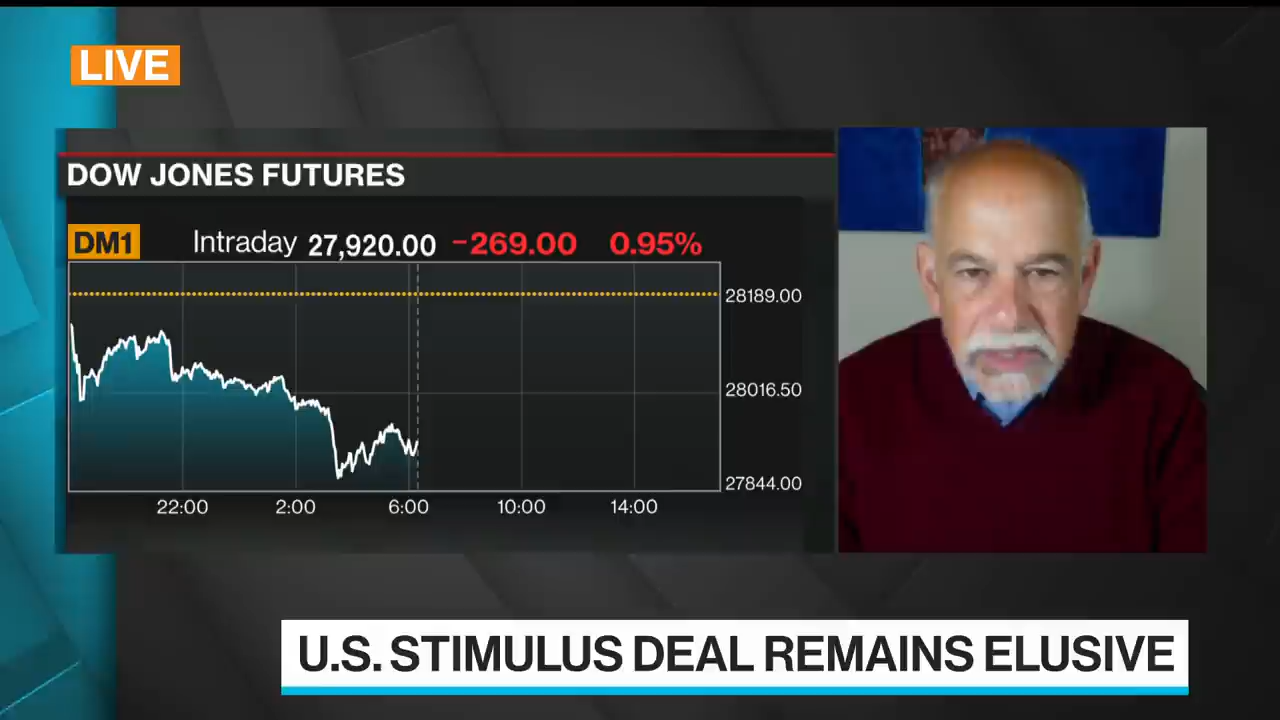 LIVE
DOW JONES FUTURES
DM1 Intraday 27,920.00 -269.00 0.95%
28189.00
28016.50
27844.00
22:00 2:00 6:00 10:00 14:00
U.S. STIMULUS DEAL REMAINS ELUSIVE